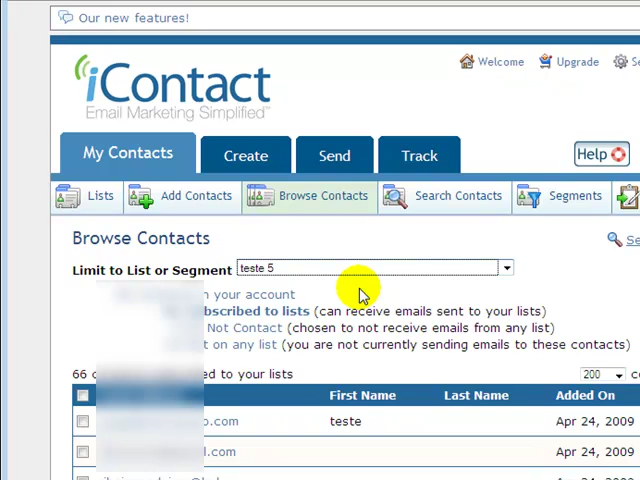 Our new features!
Welcome Upgrade
iContact
Email Marketing Simplified
My Contacts Create Send Track Help
Lists Add Contacts Browse Contacts Search Contacts Segments
Browse Contacts
Limit to List or Segment teste 5
your account
subscribed to lists (can receive emails sent to your lists)
Not Contact (chosen to not receive emails from any list)
on any list (you are not currently sending emails to these contacts)
66 to your lists 200
First Name Last Name Added On
.com teste Apr 24, 2009
.com Apr 24, 2009